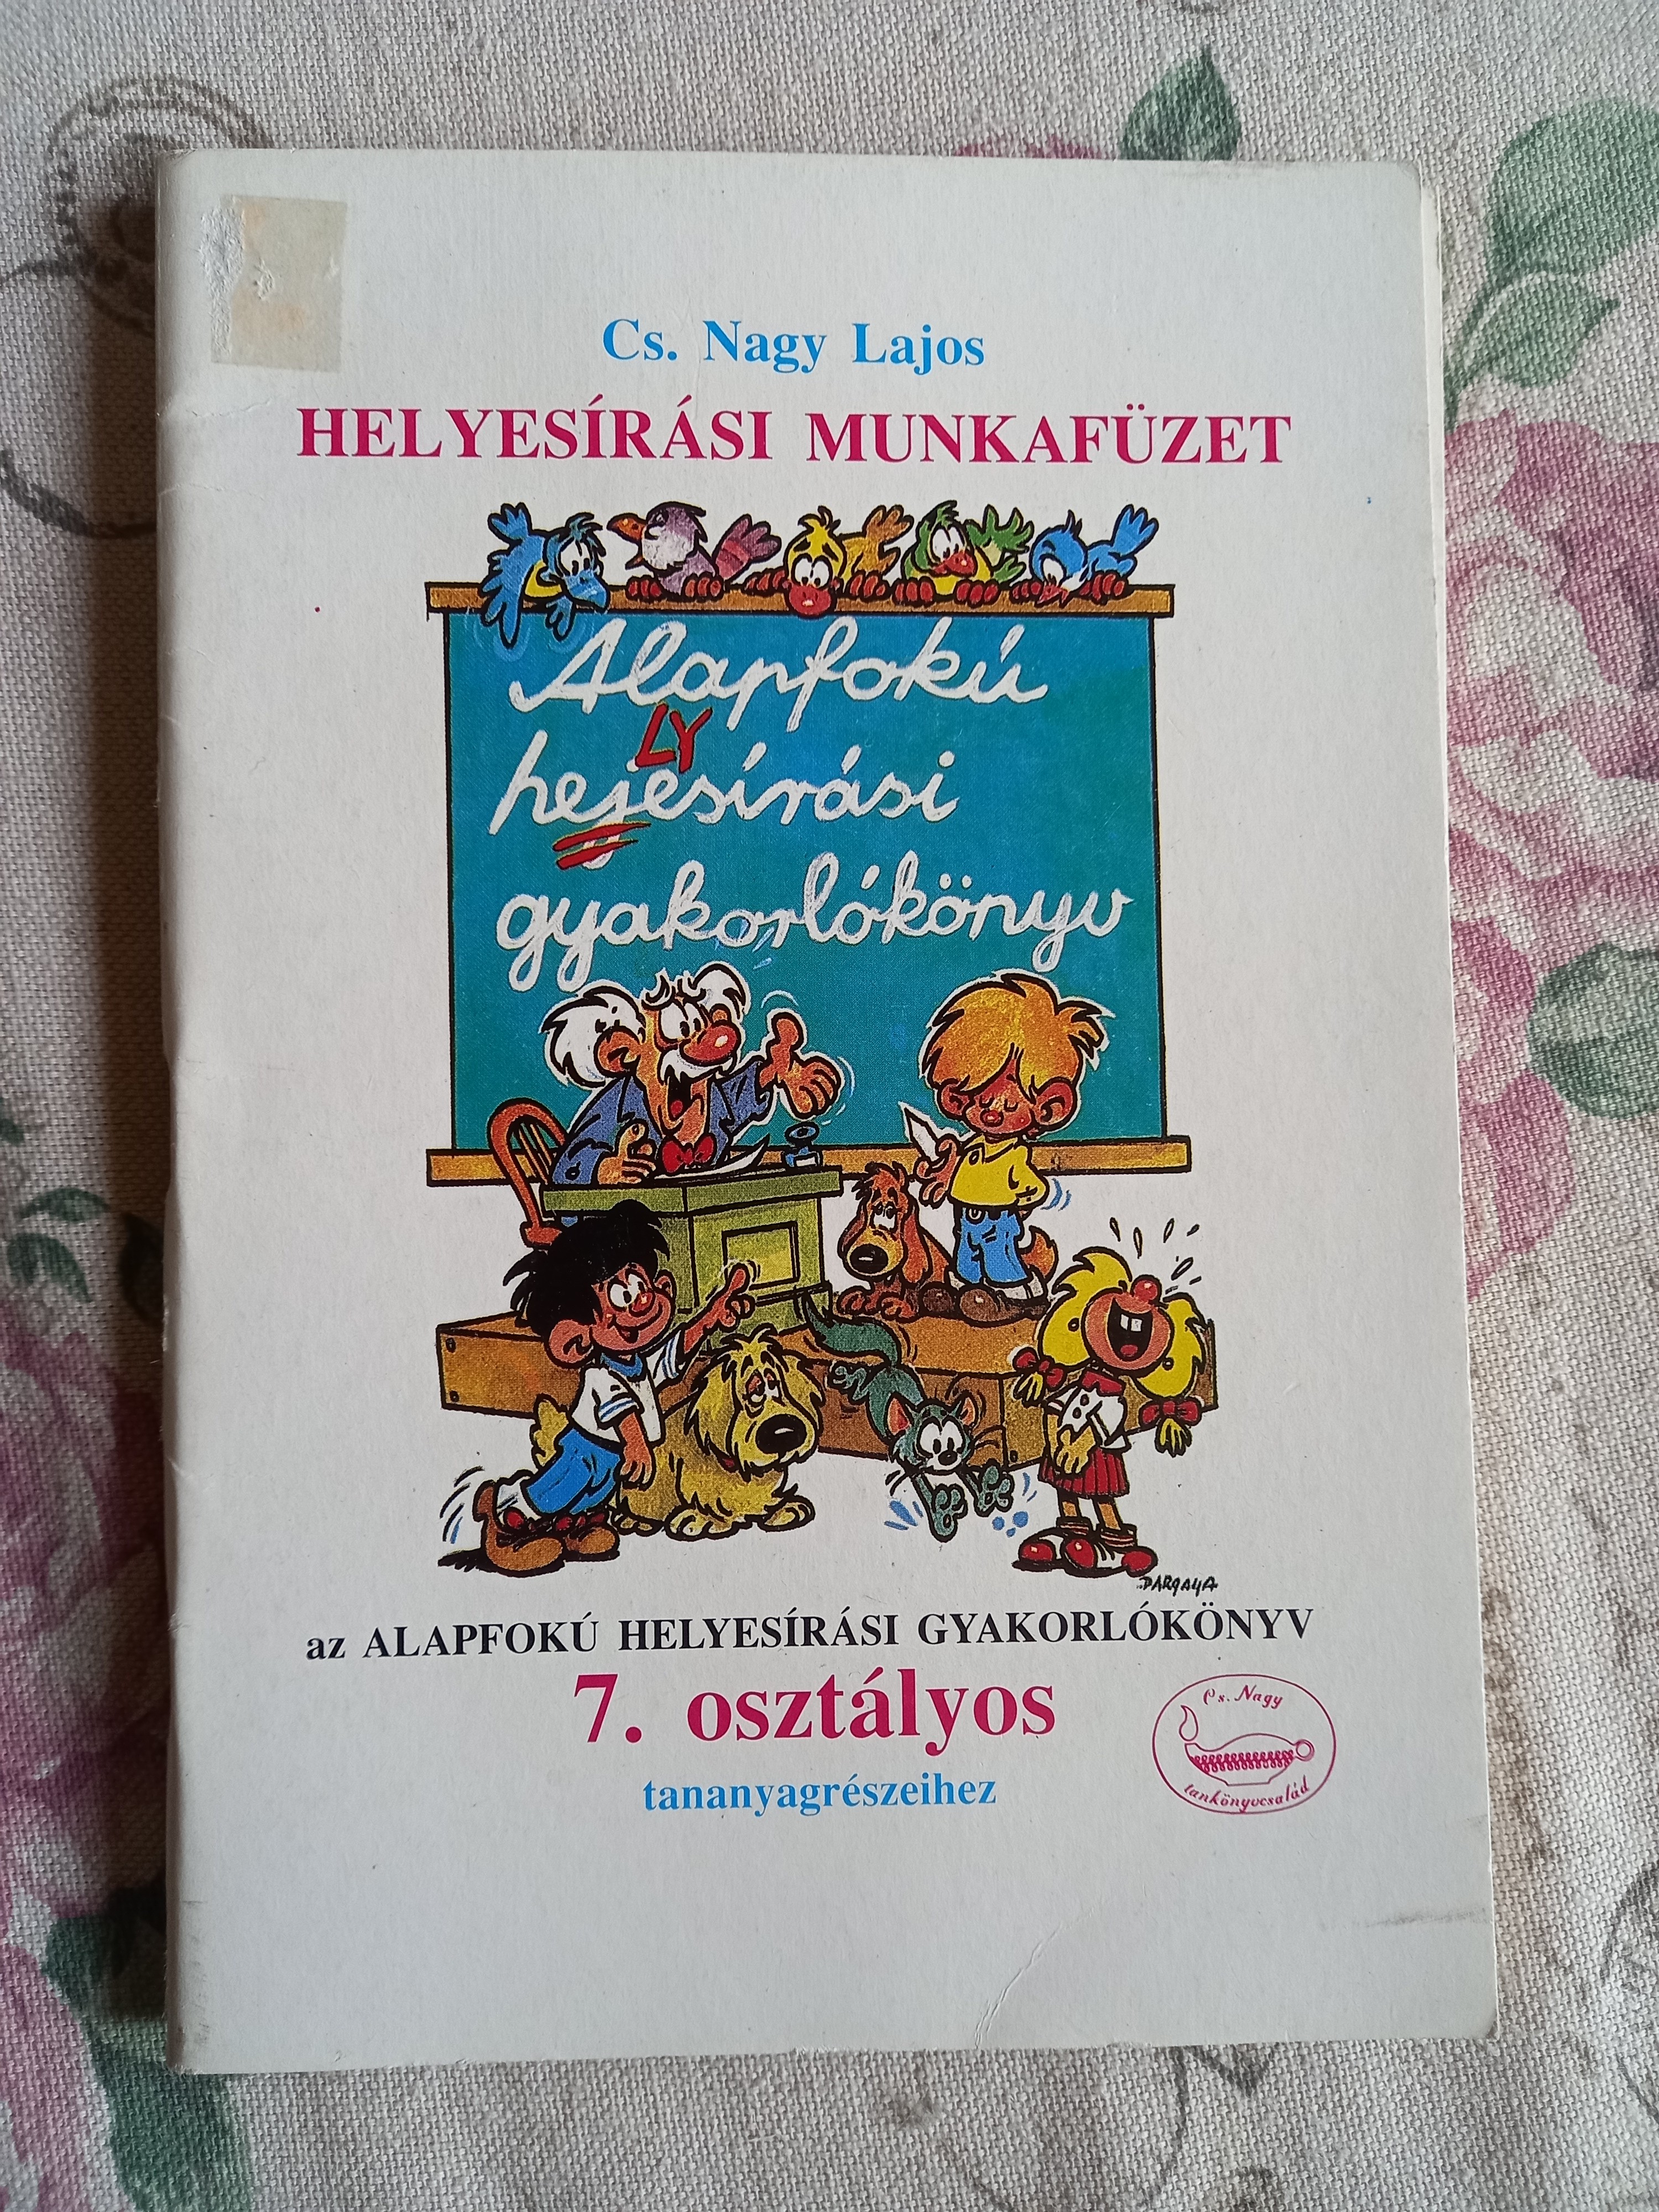 Cs. Nagy Lajos
HELYESÍRÁSI MUNKAFÜZET
Alapfokú
LY
hejesírási
gyakorlókönyv
DARGAY A
az ALAPFOKÚ HELYESÍRÁSI GYAKORLÓKÖNYV
7. osztályos
tananyagrészeihez
Cs. Nagy
tankönyvcsalád